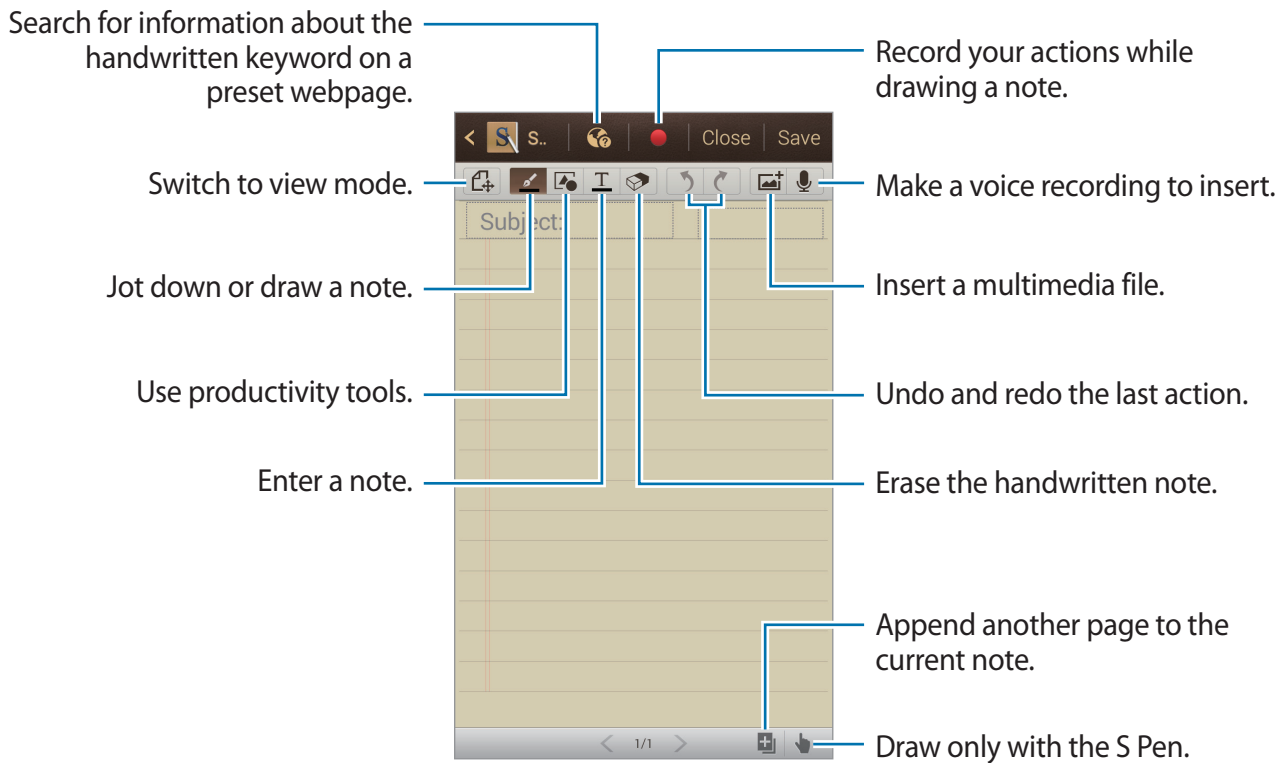 Search for information about the
handwritten keyword on a
preset webpage.
Record your actions while
drawing a note.
S S.. Close Save
Switch to view mode.
T
Make a voice recording to insert.
Subject:
Jot down or draw a note.
Insert a multimedia file.
Use productivity tools.
Undo and redo the last action.
Enter a note.
Erase the handwritten note.
Append another page to the
current note.
1/1
Draw only with the S Pen.